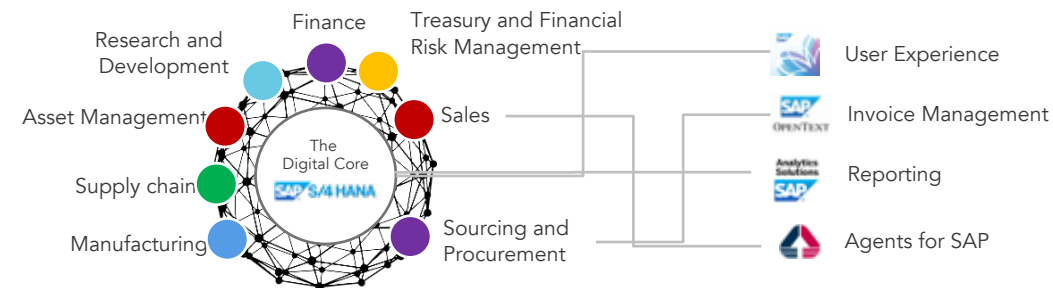 Finance
Treasury and Financial
Risk Management
Research and
Development
Asset Management
Sales
The
Digital Core
SAP S/4 HANA
Supply chain
Manufacturing
Sourcing and
Procurement
User Experience
SAP
OPENTEXT
Invoice Management
Analytics
Solutions
SAP
Reporting
Agents for SAP